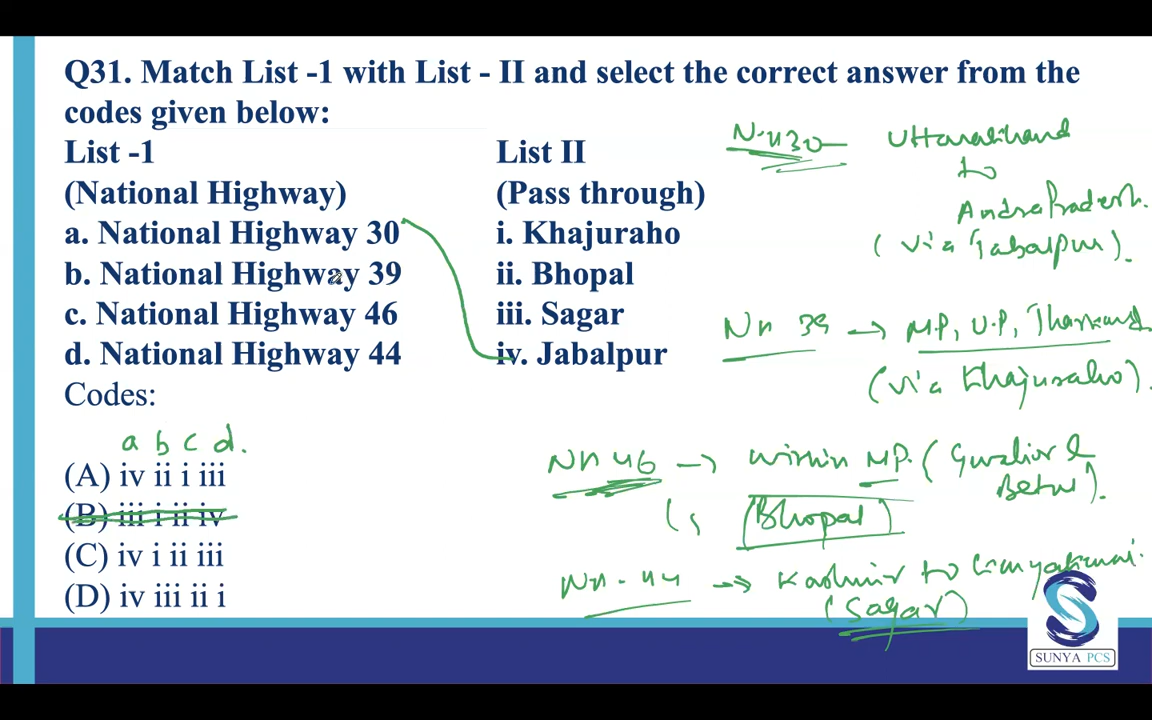 Q31. Match List -1 with List - II and select the correct answer from the
codes given below:
List -1
(National Highway)
a. National Highway 30
b. National Highway 39
c. National Highway 46
d. National Highway 44
Codes:
a b c d.
(A) iv ii i iii
(B) iii i ii iv
(C) iv i ii iii
(D) iv iii ii i
List II
(Pass through)
i. Khajuraho
ii. Bhopal
iii. Sagar
iv. Jabalpur
N.H30 - Uttarakhand
to
Andra Pradesh.
(via Jabalpur).
NH 39 → M.P, U.P,
(via Khajuraho).
NH 46 → within MP. (Gwalior &
Betul).
(Bhopal)
NH - 44 → Kashmir to
(Sagar)
SUNYA PCS